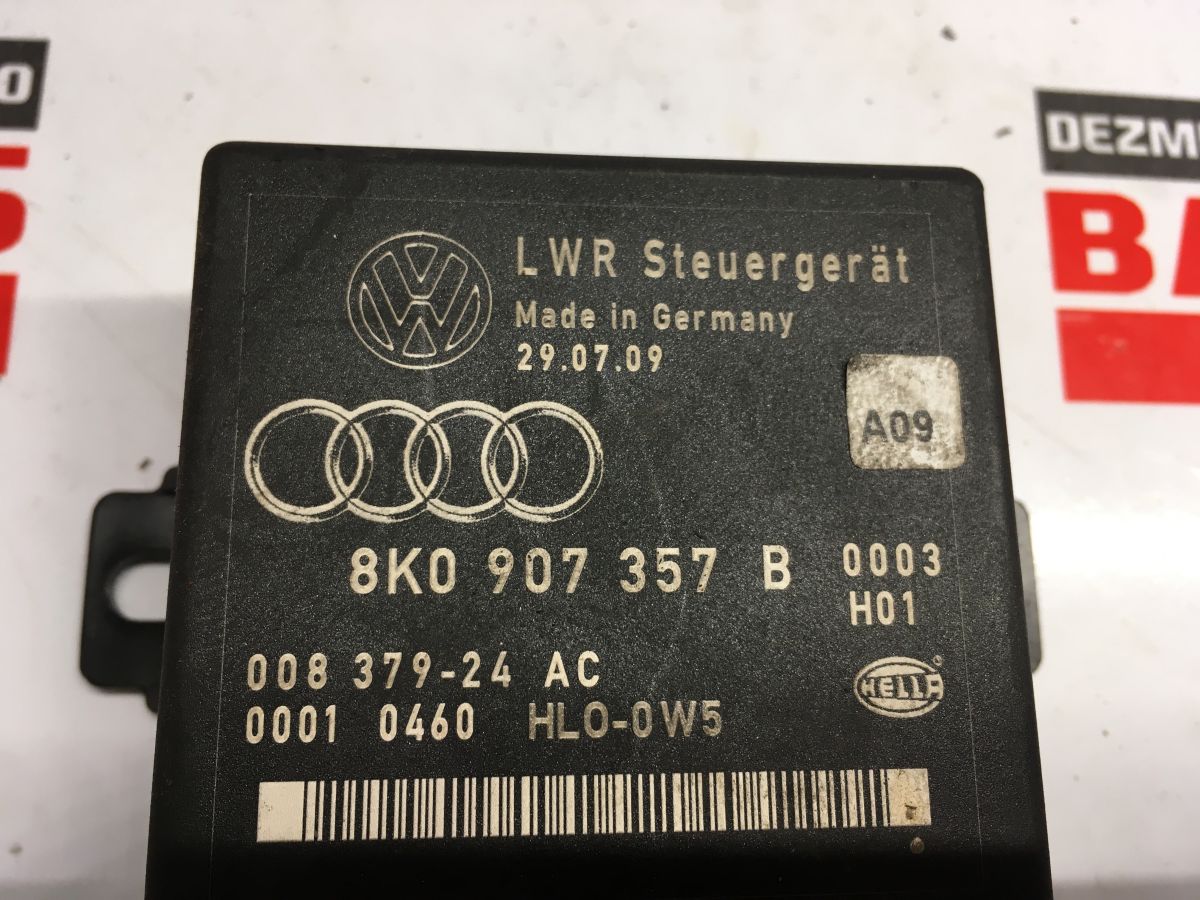 DEZM
BA
LWR Steuergerät
Made in Germany
29.07.09
A09
8K0 907 357 B 0003
H01
008 379-24 AC
HELLA
0001 0460 HLO-0W5